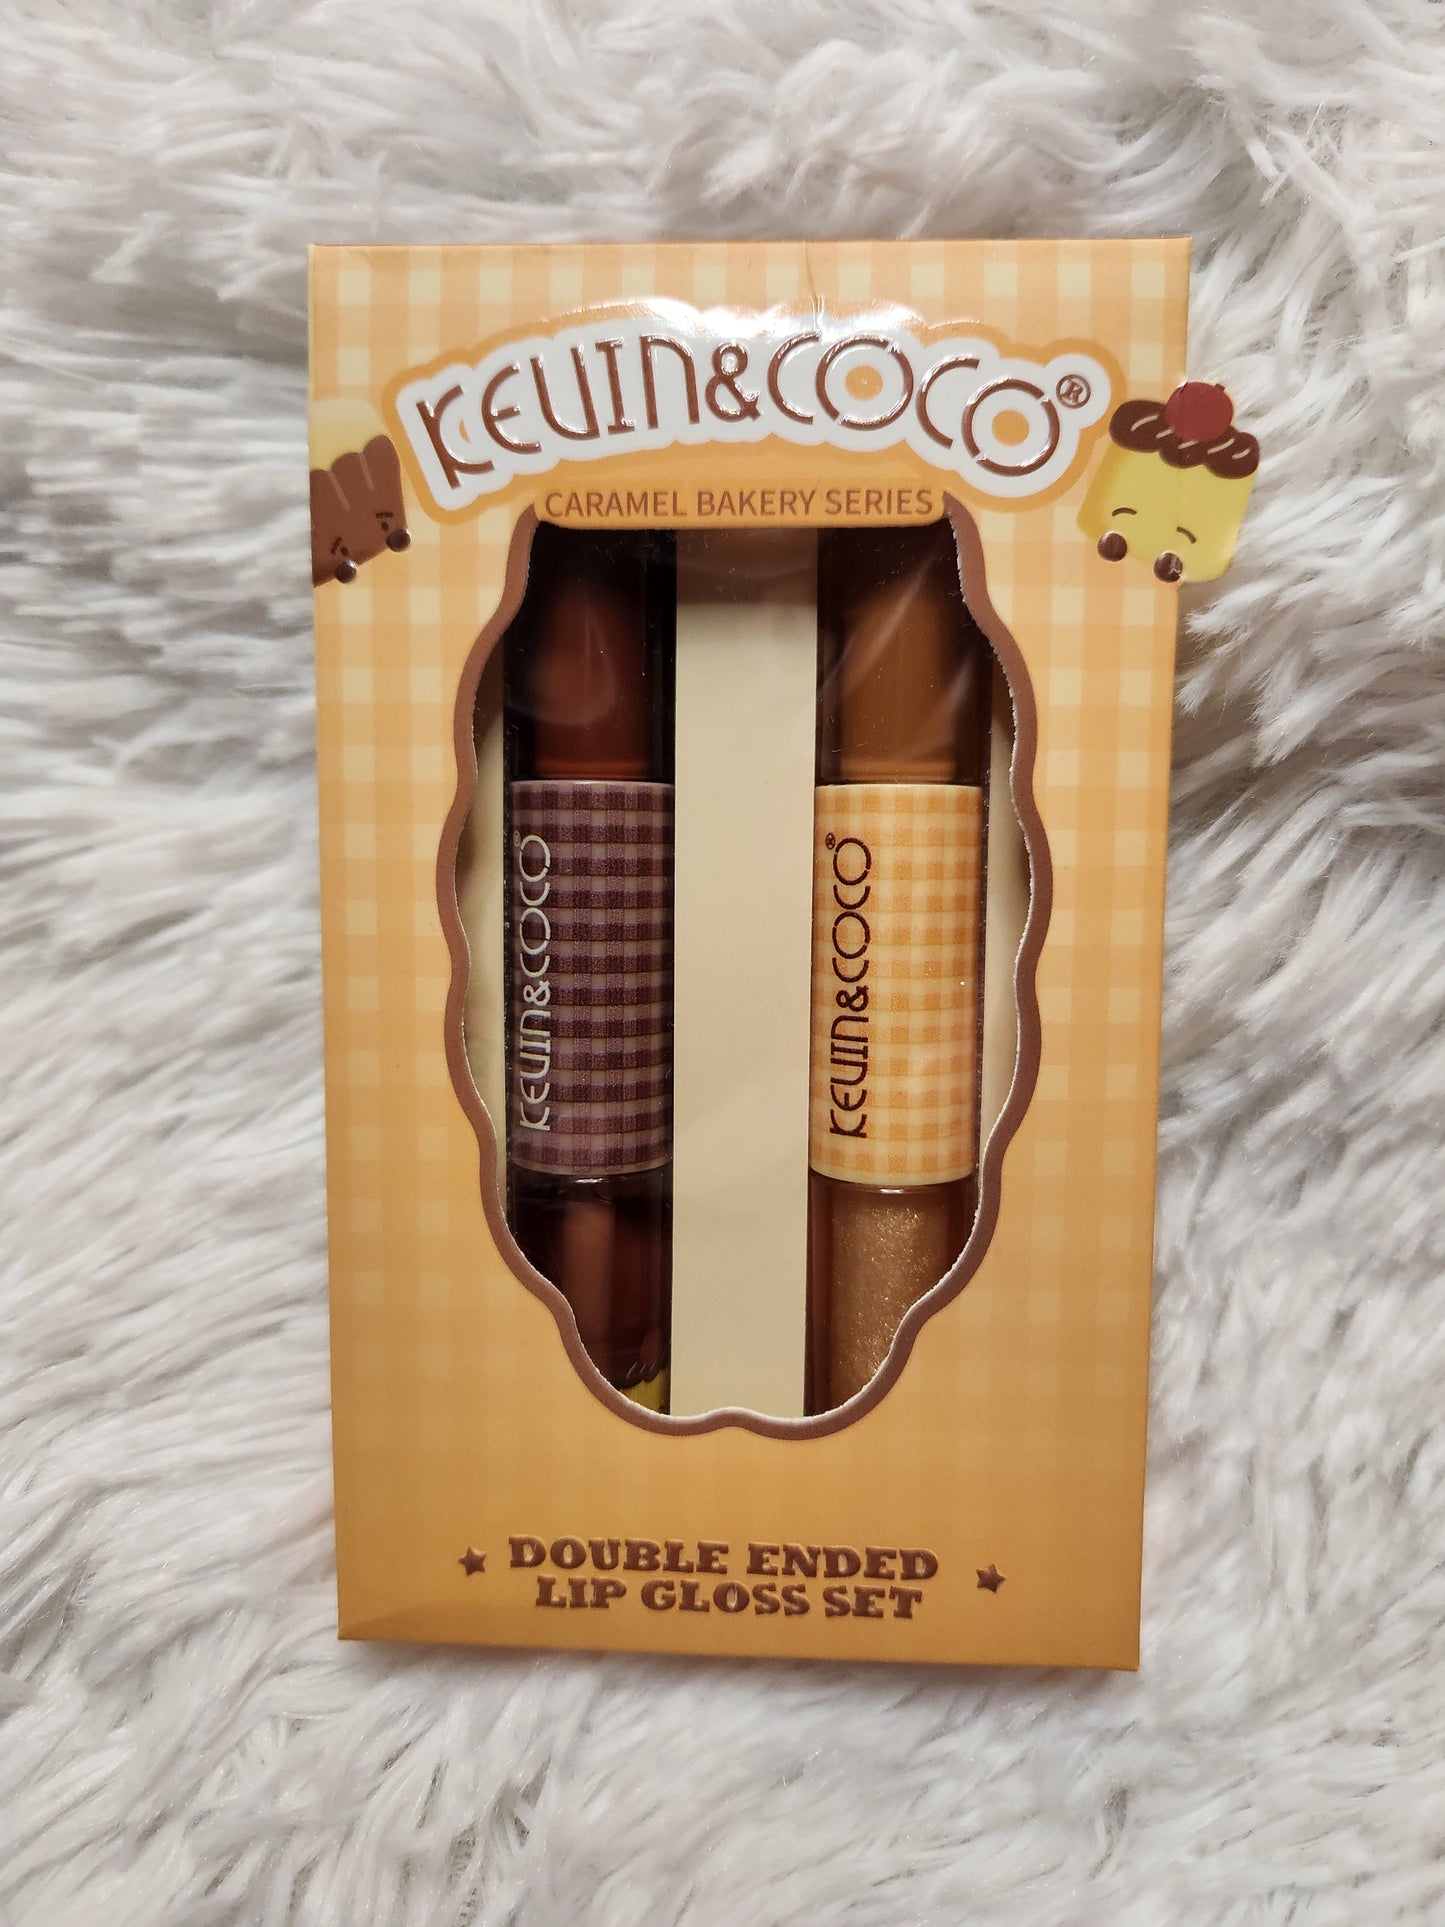 KEVIN&COCO®
CARAMEL BAKERY SERIES
KEVIN&COCO®
KEVIN&COCO®
DOUBLE ENDED
LIP GLOSS SET